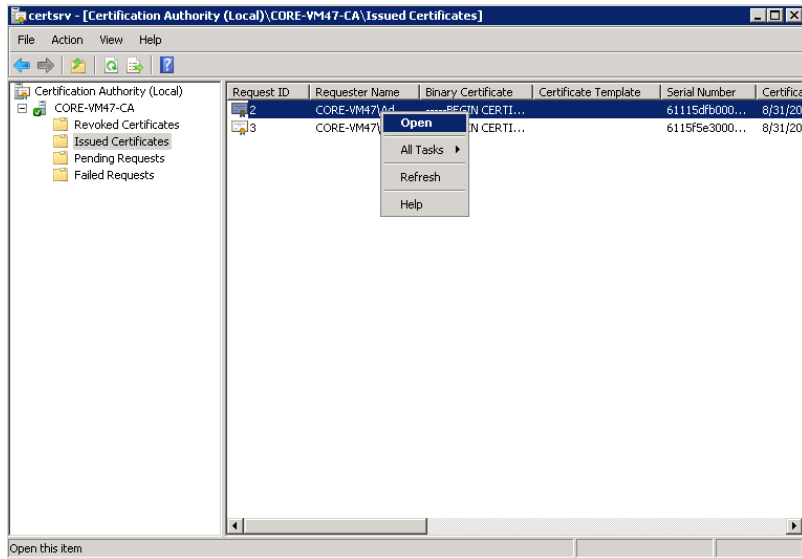 certsrv - [Certification Authority (Local)\CORE-VM47-CA\Issued Certificates]
File Action View Help
Certification Authority (Local)
CORE-VM47-CA
Revoked Certificates
Issued Certificates
Pending Requests
Failed Requests
Request ID Requester Name Binary Certificate Certificate Template Serial Number Certifica
2 CORE-VM47\Ad... -----BEGIN CERTI... 61115dfb000... 8/31/20
3 CORE-VM47\ N CERTI... 6115f5e3000... 8/31/20
Open
All Tasks
Refresh
Help
Open this item